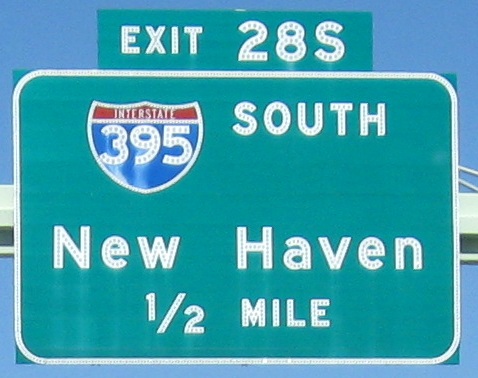 EXIT 28S
INTERSTATE
395
SOUTH
New Haven
1/2 MILE